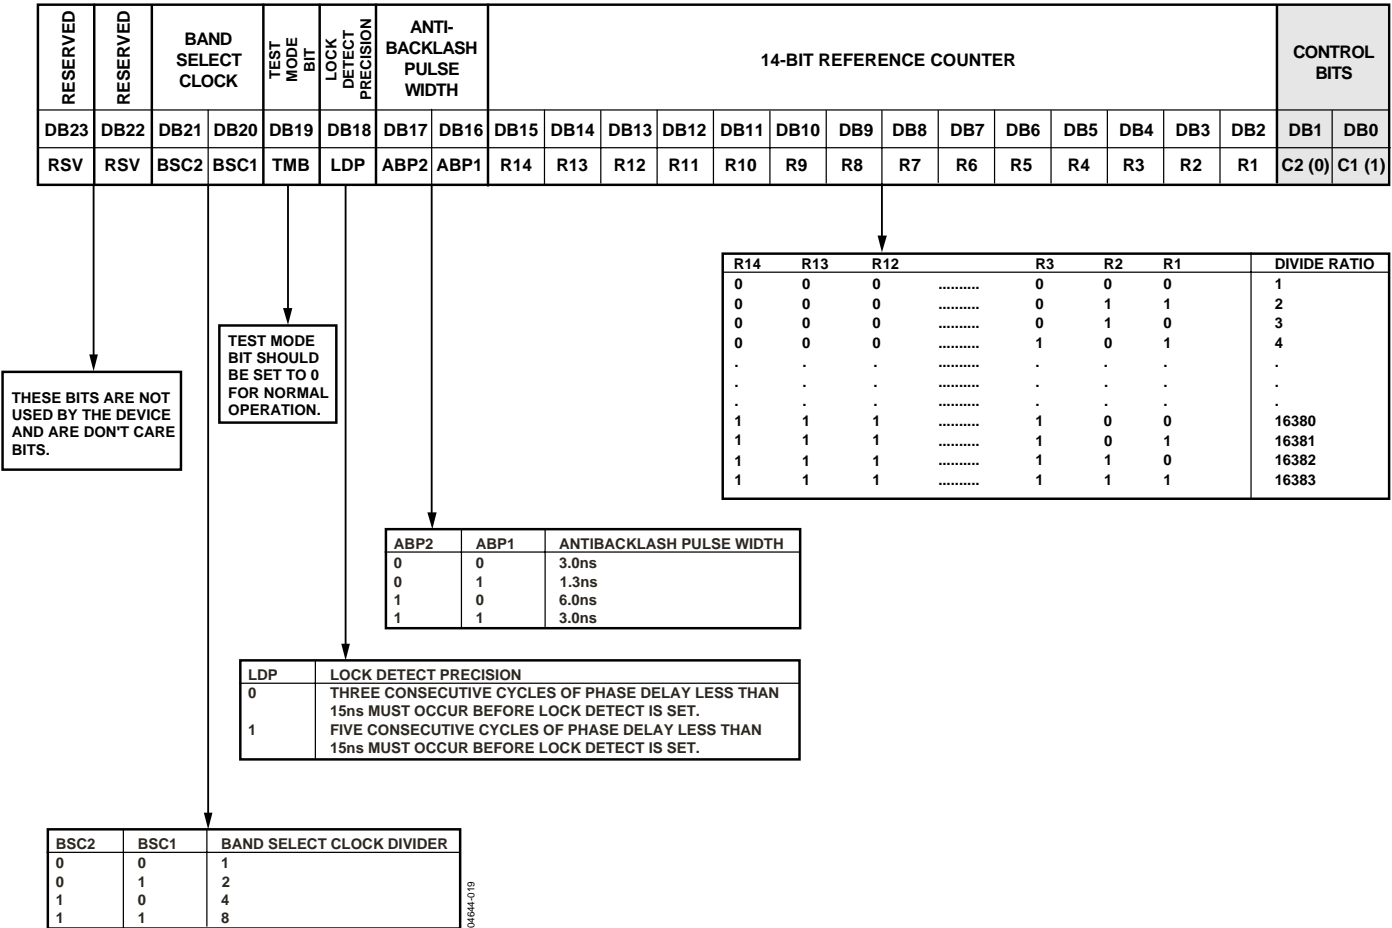 RESERVED
RESERVED
BAND
SELECT
CLOCK
TEST
MODE
BIT
LOCK
DETECT
PRECISION
ANTI-
BACKLASH
PULSE
WIDTH
14-BIT REFERENCE COUNTER
CONTROL
BITS
DB23 DB22 DB21 DB20 DB19 DB18 DB17 DB16 DB15 DB14 DB13 DB12 DB11 DB10 DB9 DB8 DB7 DB6 DB5 DB4 DB3 DB2 DB1 DB0
RSV RSV BSC2 BSC1 TMB LDP ABP2 ABP1 R14 R13 R12 R11 R10 R9 R8 R7 R6 R5 R4 R3 R2 R1 C2 (0) C1 (1)
R14 R13 R12 R3 R2 R1 DIVIDE RATIO
0 0 0 .......... 0 0 0 1
0 0 0 .......... 0 1 1 2
0 0 0 .......... 0 1 0 3
0 0 0 .......... 1 0 1 4
. . . .......... . . . .
. . . .......... . . . .
. . . .......... . . . .
1 1 1 .......... 1 0 0 16380
1 1 1 .......... 1 0 1 16381
1 1 1 .......... 1 1 0 16382
1 1 1 .......... 1 1 1 16383
TEST MODE
BIT SHOULD
BE SET TO 0
FOR NORMAL
OPERATION.
THESE BITS ARE NOT
USED BY THE DEVICE
AND ARE DON'T CARE
BITS.
ABP2 ABP1 ANTIBACKLASH PULSE WIDTH
0 0 3.0ns
0 1 1.3ns
1 0 6.0ns
1 1 3.0ns
LDP LOCK DETECT PRECISION
0 THREE CONSECUTIVE CYCLES OF PHASE DELAY LESS THAN
15ns MUST OCCUR BEFORE LOCK DETECT IS SET.
1 FIVE CONSECUTIVE CYCLES OF PHASE DELAY LESS THAN
15ns MUST OCCUR BEFORE LOCK DETECT IS SET.
BSC2 BSC1 BAND SELECT CLOCK DIVIDER
0 0 1
0 1 2
1 0 4
1 1 8
04644-019